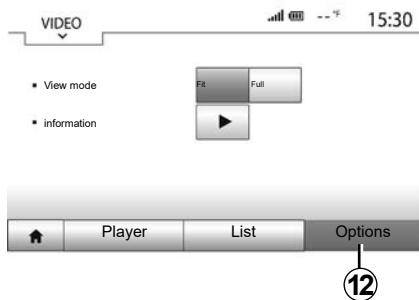 VIDEO
-- °F
15:30
▪ View mode
Fit
Full
▪ information
Player
List
Options
12